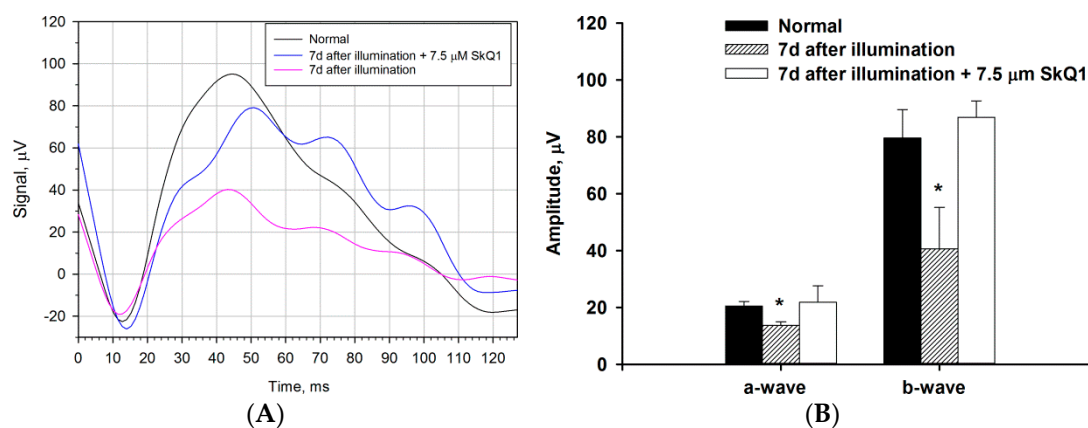 120
100
80
60
40
20
0
-20
Signal, µV
Normal
7d after illumination + 7.5 µM SkQ1
7d after illumination
0 10 20 30 40 50 60 70 80 90 100 110 120
Time, ms
(A)
120
100
80
60
40
20
0
Amplitude, µV
Normal
7d after illumination
7d after illumination + 7.5 µm SkQ1
*
*
a-wave b-wave
(B)